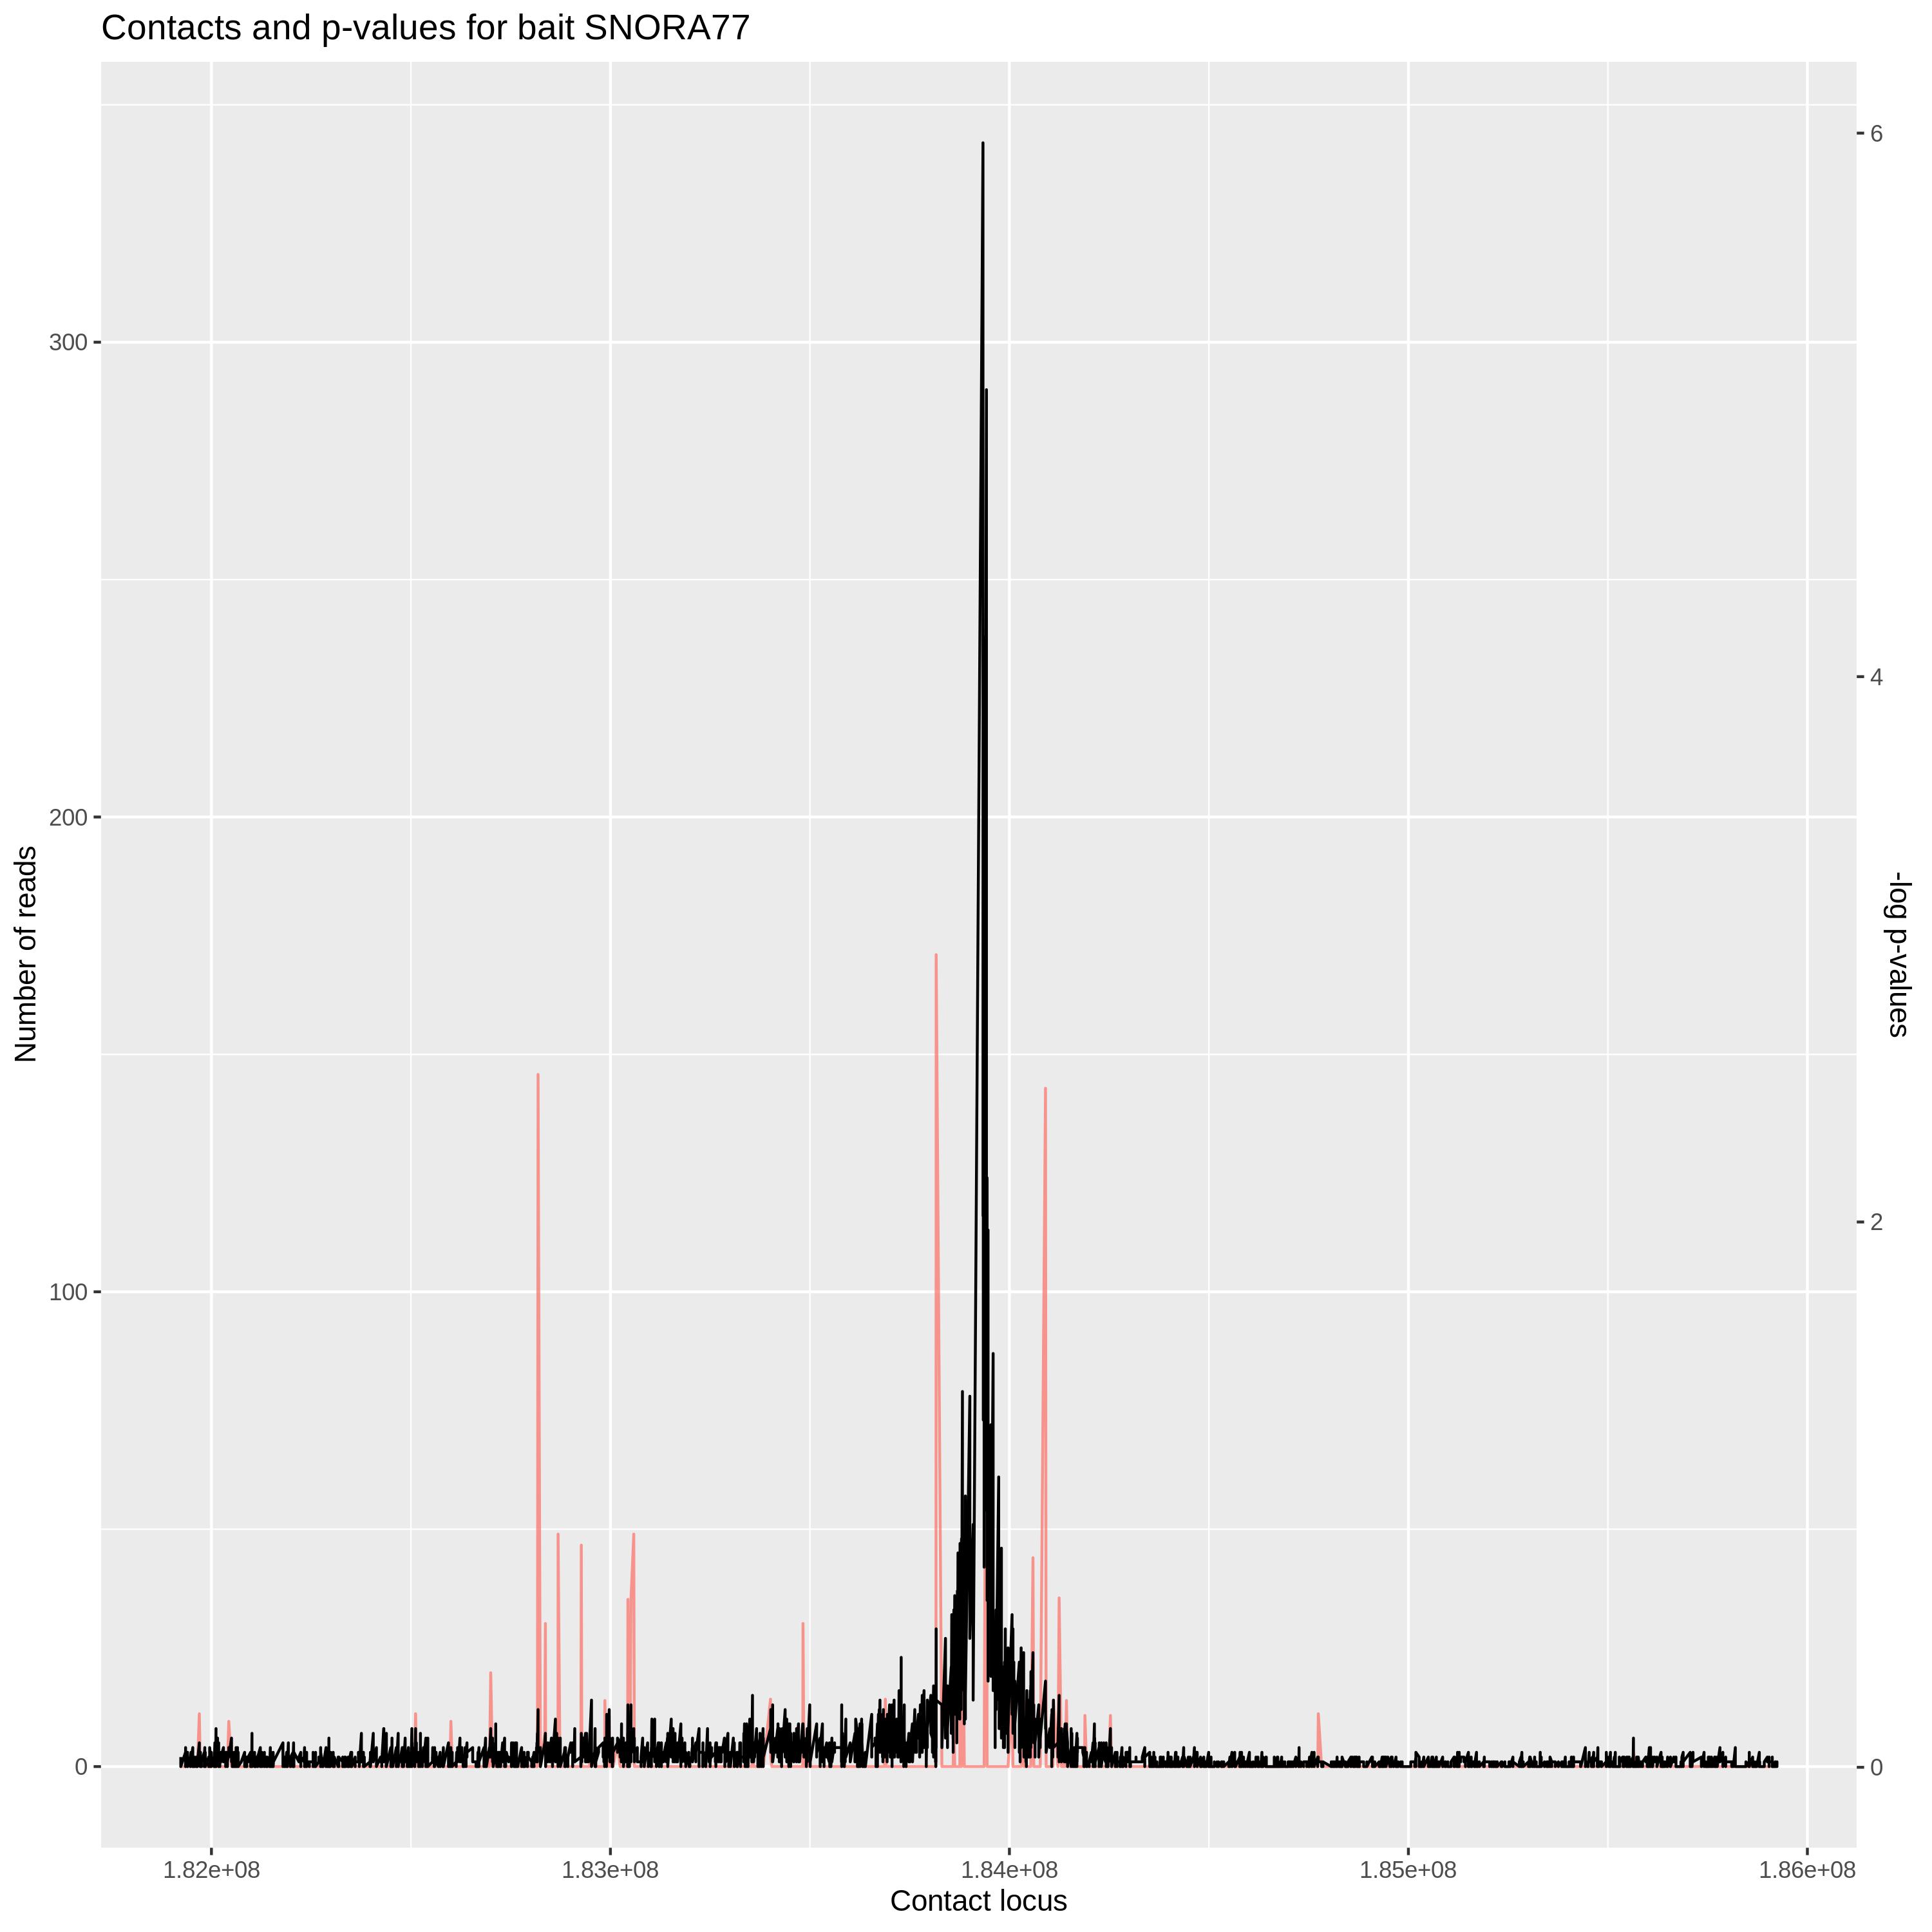 Contacts and p-values for bait SNORA77
Number of reads
300
200
100
0
6
4
2
0
-log p-values
1.82e+08
1.83e+08
1.84e+08
1.85e+08
1.86e+08
Contact locus